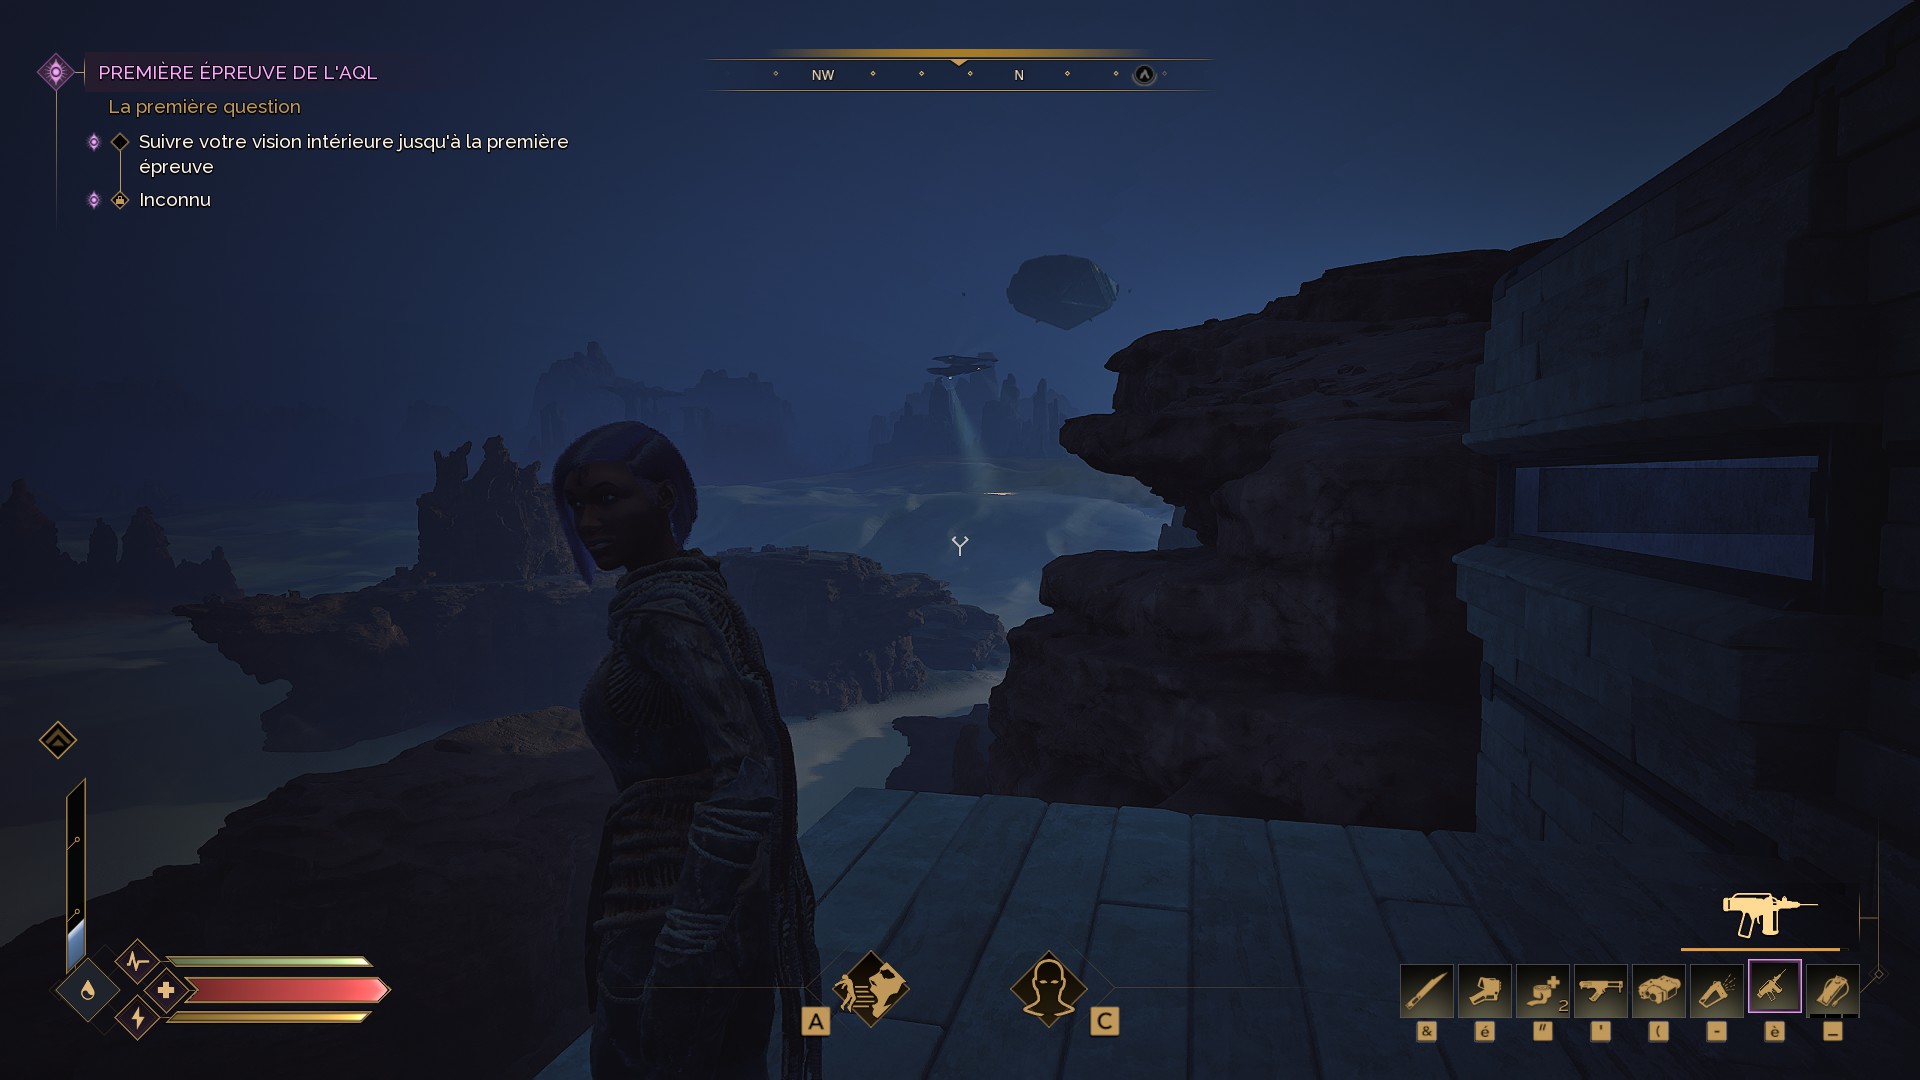 PREMIÈRE ÉPREUVE DE L'AQL
La première question
Suivre votre vision intérieure jusqu'à la première
épreuve
Inconnu
NW
N
A
C
2
& é " ' ( - è _